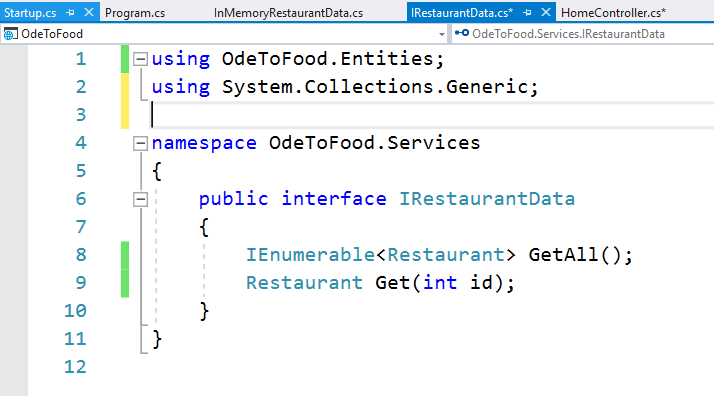 Startup.cs Program.cs InMemoryRestaurantData.cs IRestaurantData.cs* HomeController.cs*
OdeToFood OdeToFood.Services.IRestaurantData
1 using OdeToFood.Entities;
2 using System.Collections.Generic;
3
4 namespace OdeToFood.Services
5 {
6 public interface IRestaurantData
7 {
8 IEnumerable<Restaurant> GetAll();
9 Restaurant Get(int id);
10 }
11 }
12